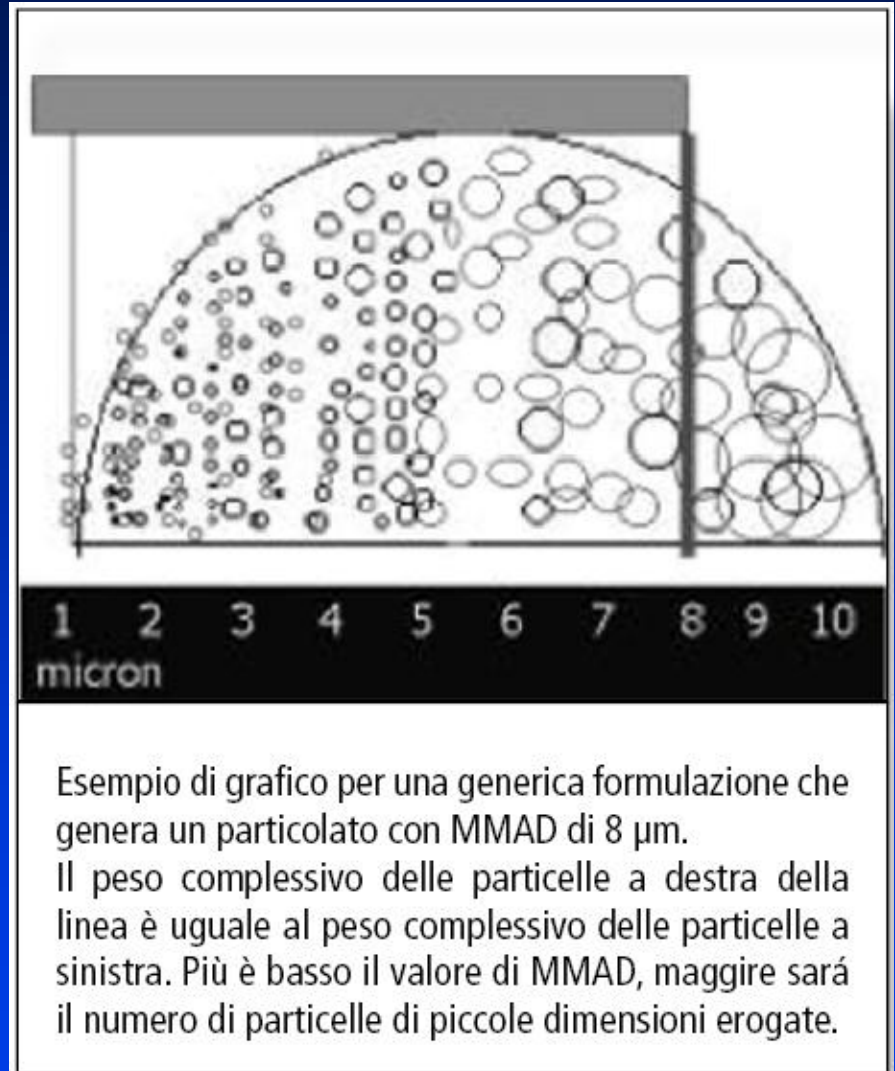 1 2 3 4 5 6 7 8 9 10
micron
Esempio di grafico per una generica formulazione che
genera un particolato con MMAD di 8 µm.
Il peso complessivo delle particelle a destra della
linea è uguale al peso complessivo delle particelle a
sinistra. Più è basso il valore di MMAD, maggire sará
il numero di particelle di piccole dimensioni erogate.